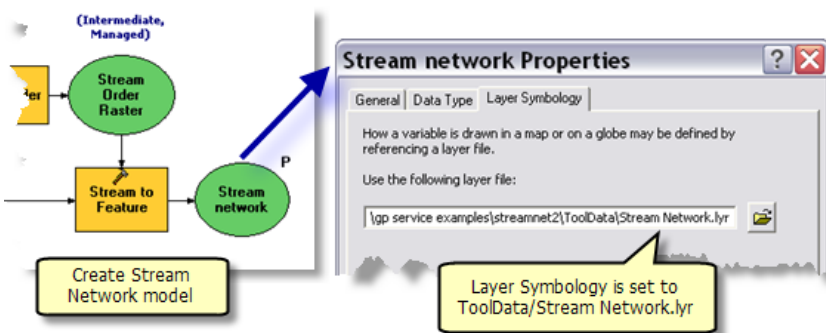 (Intermediate,
Managed)
Stream
Order
Raster
Stream to
Feature
Stream
network
P
Create Stream
Network model
Stream network Properties
General
Data Type
Layer Symbology
How a variable is drawn in a map or on a globe may be defined by
referencing a layer file.
Use the following layer file:
\gp service examples\streamnet2\ToolData\Stream Network.lyr
Layer Symbology is set to
ToolData/Stream Network.lyr